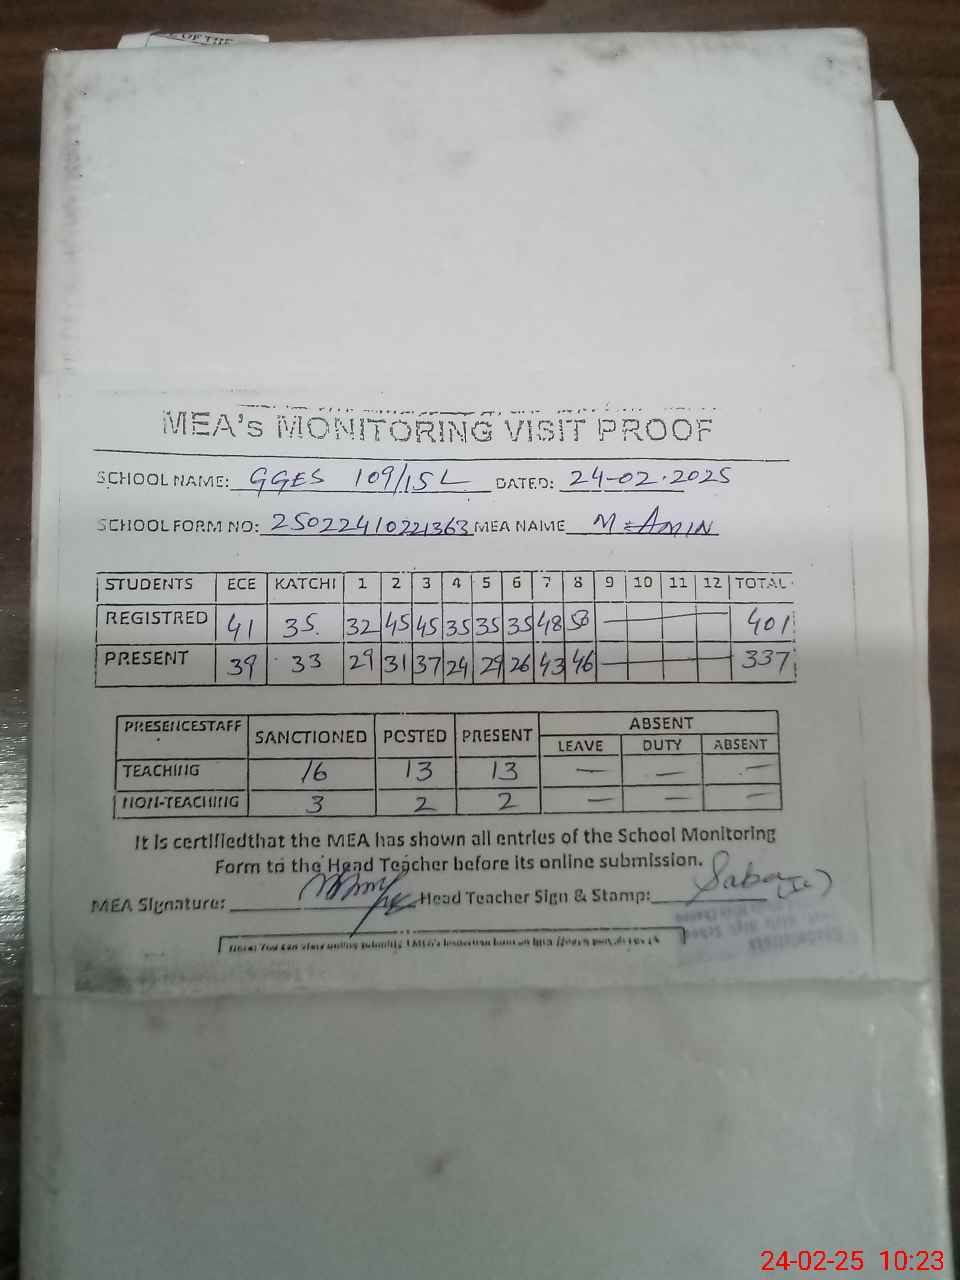 E OF THE
MEA's MONITORING VISIT PROOF
SCHOOL NAME: GGES 109/15L DATED: 24-02-2025
SCHOOL FORM NO: 25022410221363 MEA NAME M. AMIN
STUDENTS ECE KATCHI 1 2 3 4 5 6 7 8 9 10 11 12 TOTAL
REGISTRED 41 35 32 45 45 35 35 35 48 50 — 401
PRESENT 39 33 29 31 37 24 29 26 43 46 — 337
PRESENCESTAFF SANCTIONED POSTED PRESENT ABSENT
LEAVE DUTY ABSENT
TEACHING 16 13 13 — — —
NON-TEACHING 3 2 2 — — —
It is certifiedthat the MEA has shown all entries of the School Monitoring
Form to the Head Teacher before its online submission.
MEA Signature: Head Teacher Sign & Stamp: Saba
24-02-25 10:23